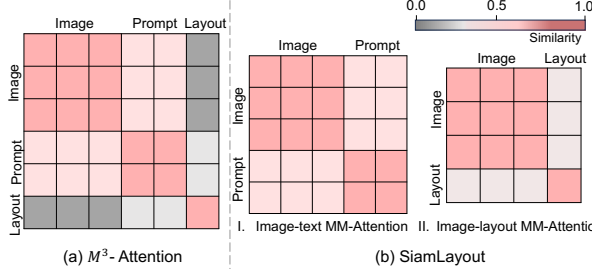 0.0 0.5 1.0
Similarity
Image Prompt Layout
Image
Prompt
Layout
(a) M³- Attention
Image Prompt
Image
Prompt
I. Image-text MM-Attention
Image Layout
Image
Layout
II. Image-layout MM-Attentio
(b) SiamLayout